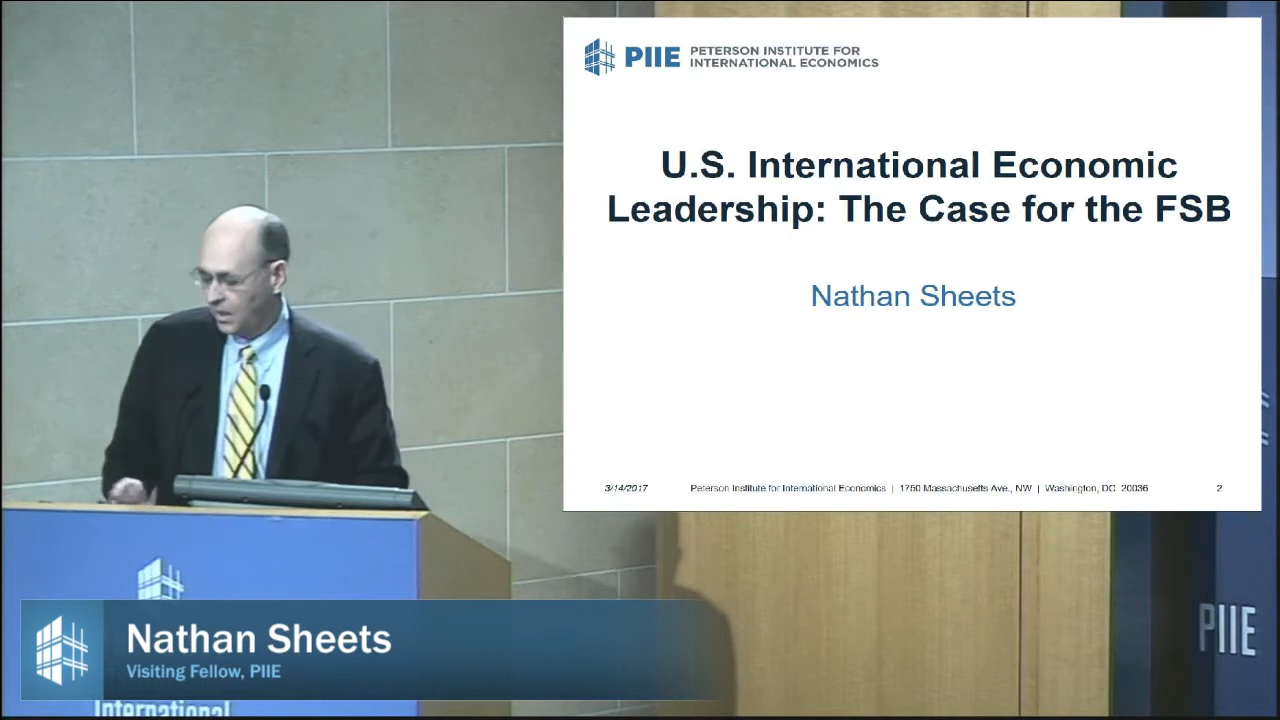 PIIE PETERSON INSTITUTE FOR
INTERNATIONAL ECONOMICS
U.S. International Economic
Leadership: The Case for the FSB
Nathan Sheets
3/14/2017 Peterson Institute for International Economics | 1750 Massachusetts Ave., NW | Washington, DC 20036 2
PIIE
Nathan Sheets
Visiting Fellow, PIIE
International